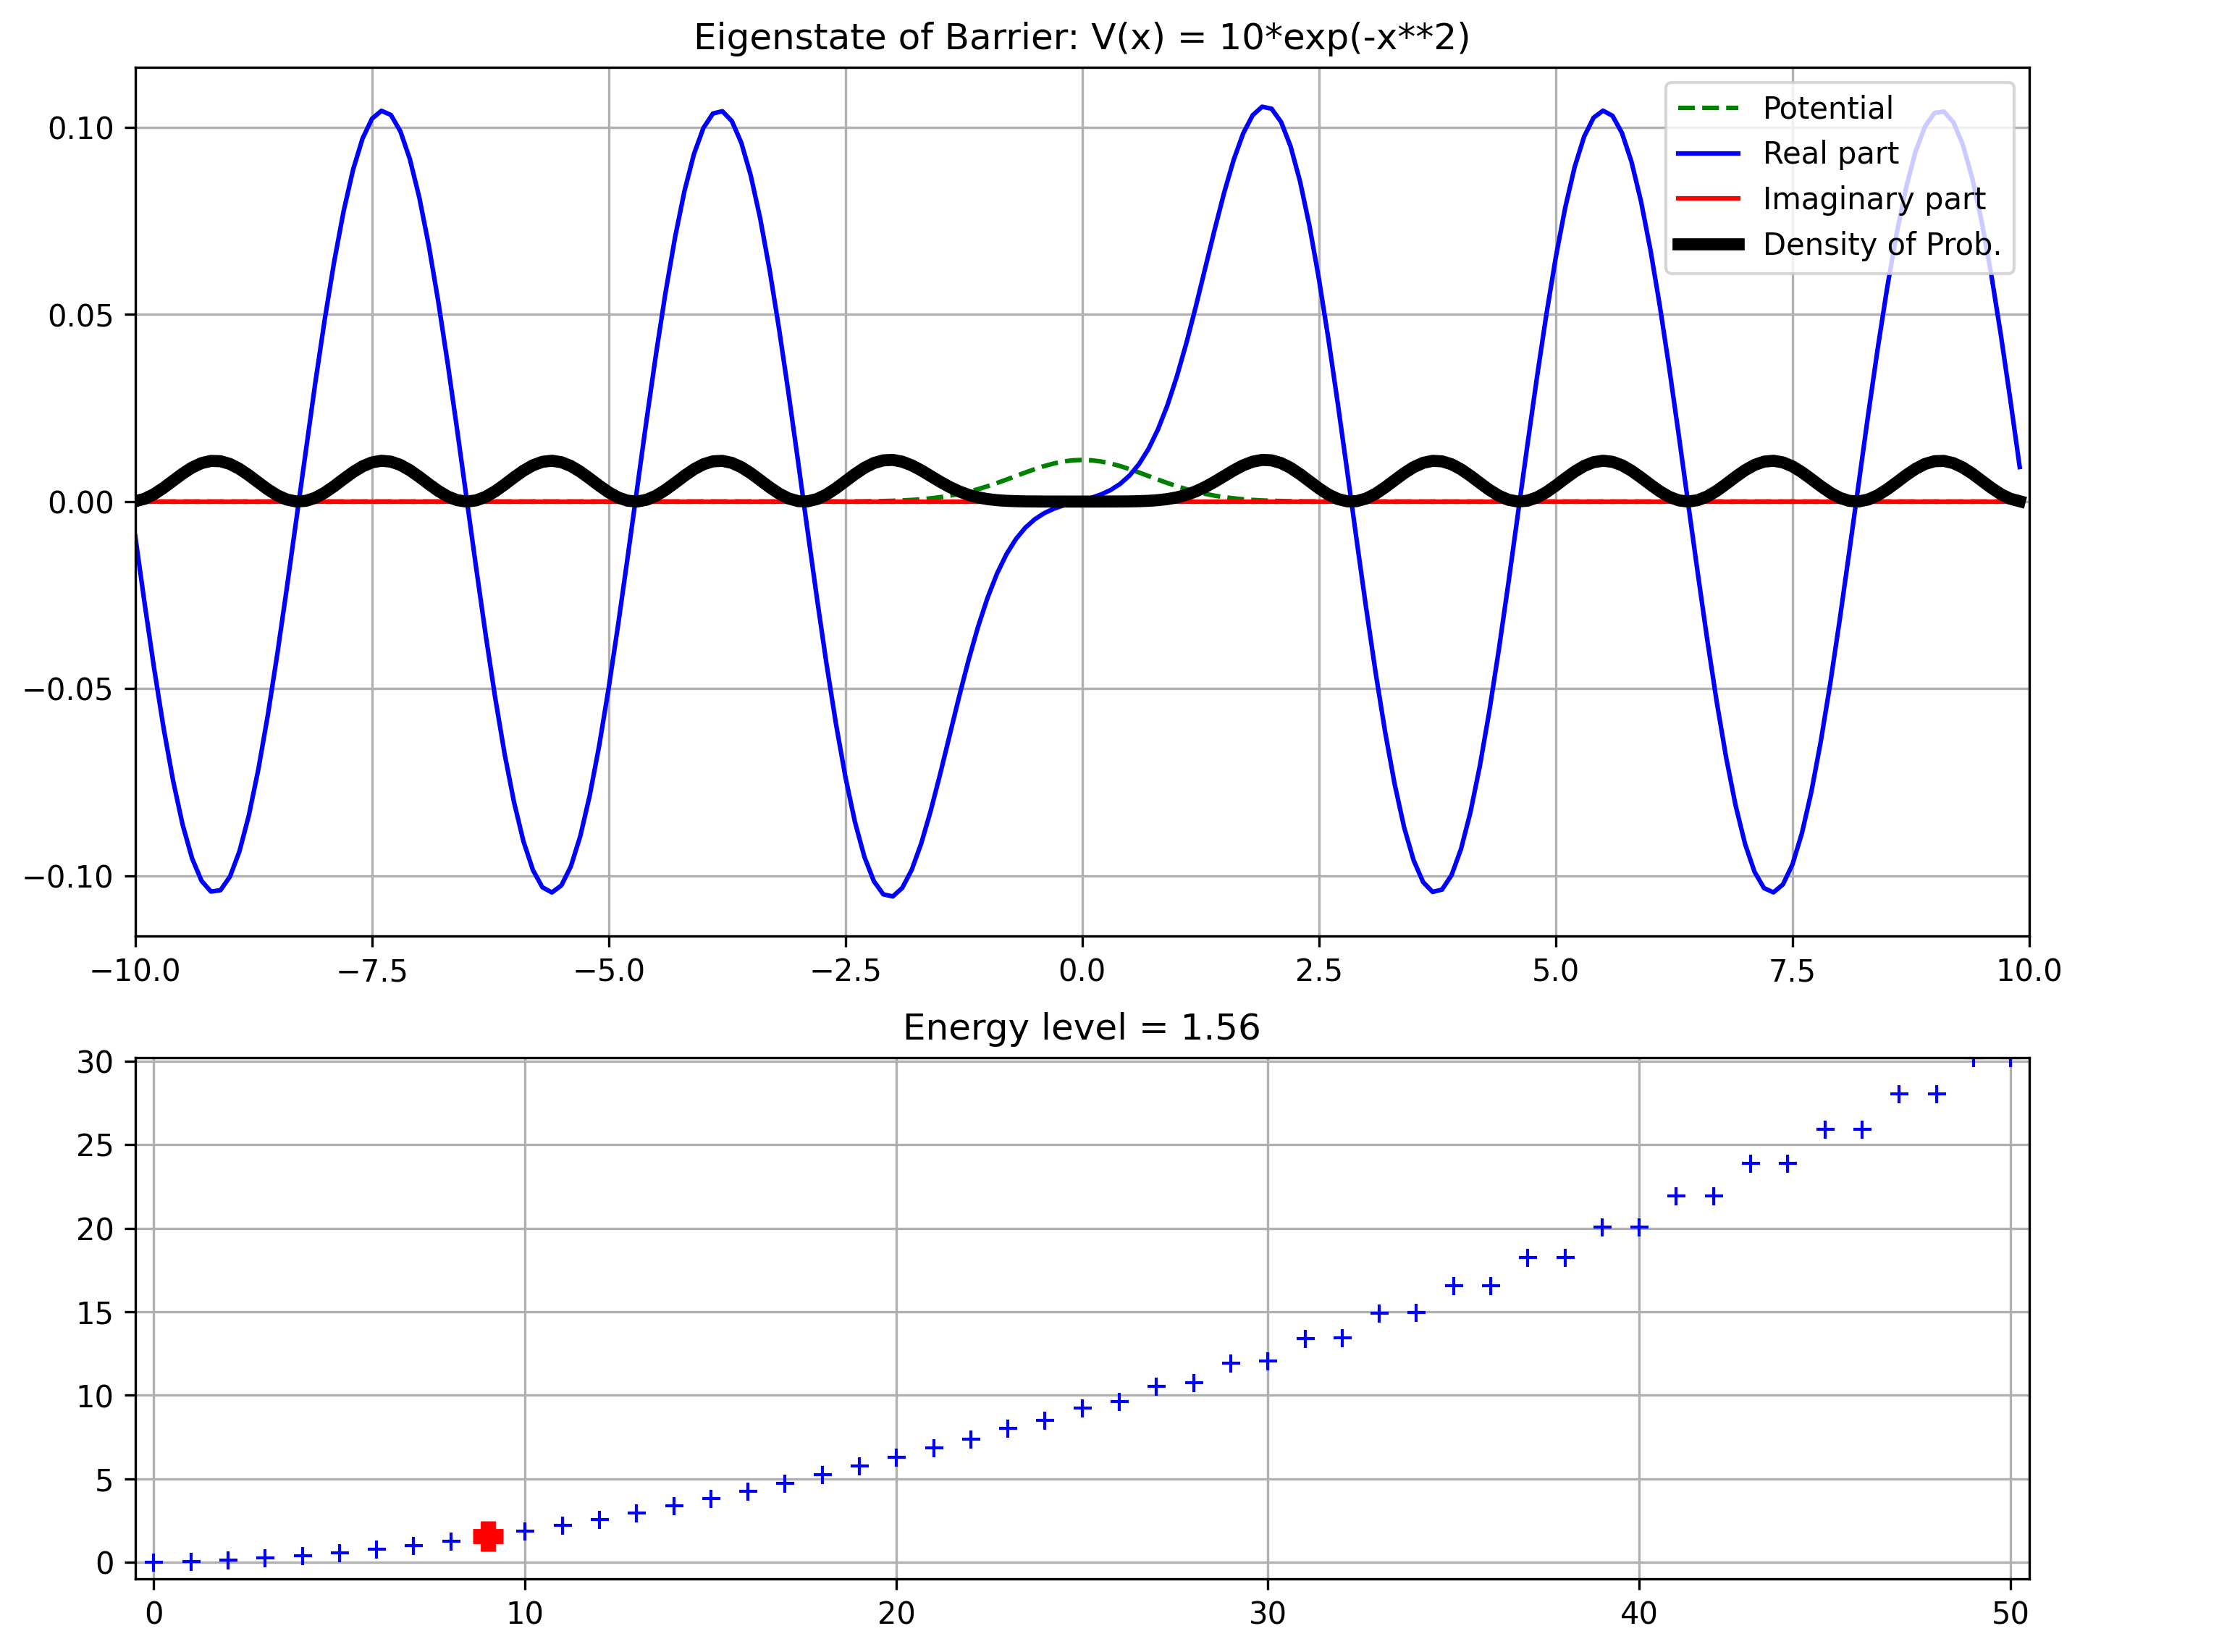 Eigenstate of Barrier: V(x) = 10*exp(-x**2)
Potential
Real part
Imaginary part
Density of Prob.
0.10
0.05
0.00
−0.05
−0.10
−10.0 −7.5 −5.0 −2.5 0.0 2.5 5.0 7.5 10.0
Energy level = 1.56
30
25
20
15
10
5
0
0 10 20 30 40 50